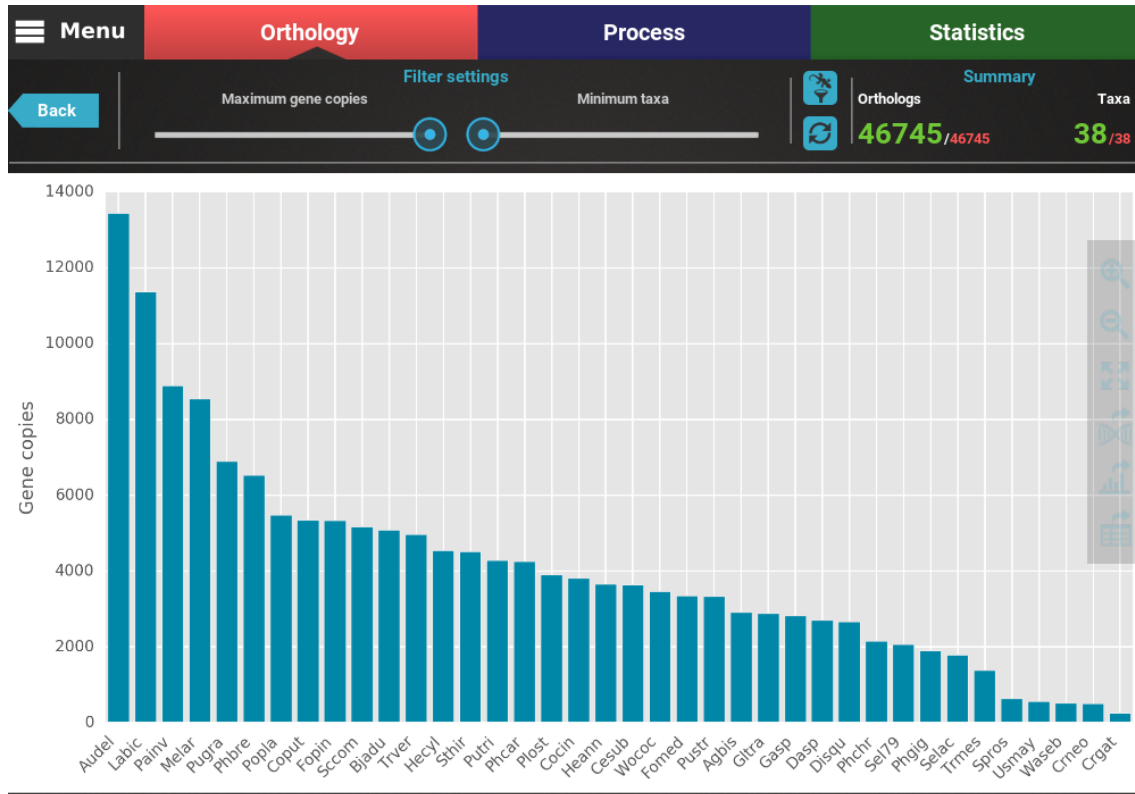 Menu Orthology Process Statistics
Filter settings Summary
Back Maximum gene copies Minimum taxa Orthologs Taxa
46745/46745 38/38
14000
12000
10000
8000
6000
4000
2000
0
Gene copies
Audel Labic Painv Melar Pugra Phbre Popla Coput Fopin Sccom Bjadu Trver Hecyl Sthir Putri Phcar Plost Cocin Heann Cesub Wococ Fomed Pustr Agbis Gltra Gasp Dasp Disqu Phchr Sel79 Phgig Selac Trmes Spros Usmay Waseb Crneo Crgat